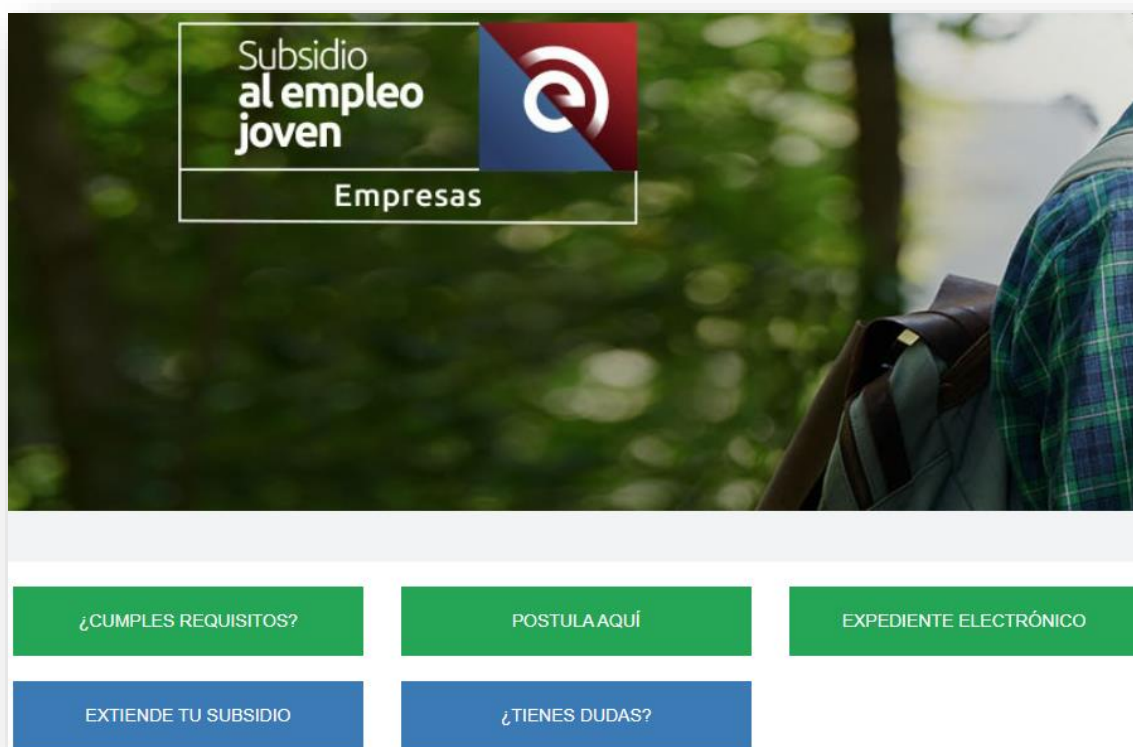 Subsidio
al empleo
joven
Empresas
¿CUMPLES REQUISITOS?
POSTULA AQUÍ
EXPEDIENTE ELECTRÓNICO
EXTIENDE TU SUBSIDIO
¿TIENES DUDAS?